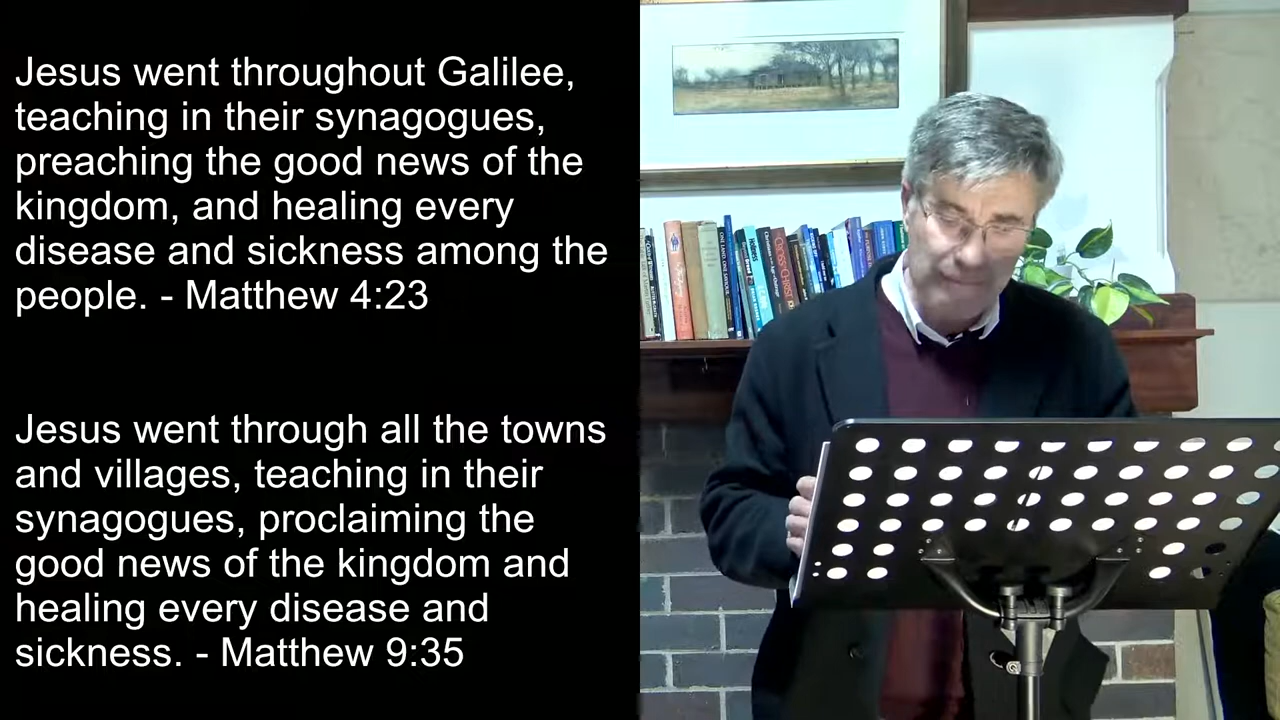 Jesus went throughout Galilee,
teaching in their synagogues,
preaching the good news of the
kingdom, and healing every
disease and sickness among the
people. - Matthew 4:23
Jesus went through all the towns
and villages, teaching in their
synagogues, proclaiming the
good news of the kingdom and
healing every disease and
sickness. - Matthew 9:35